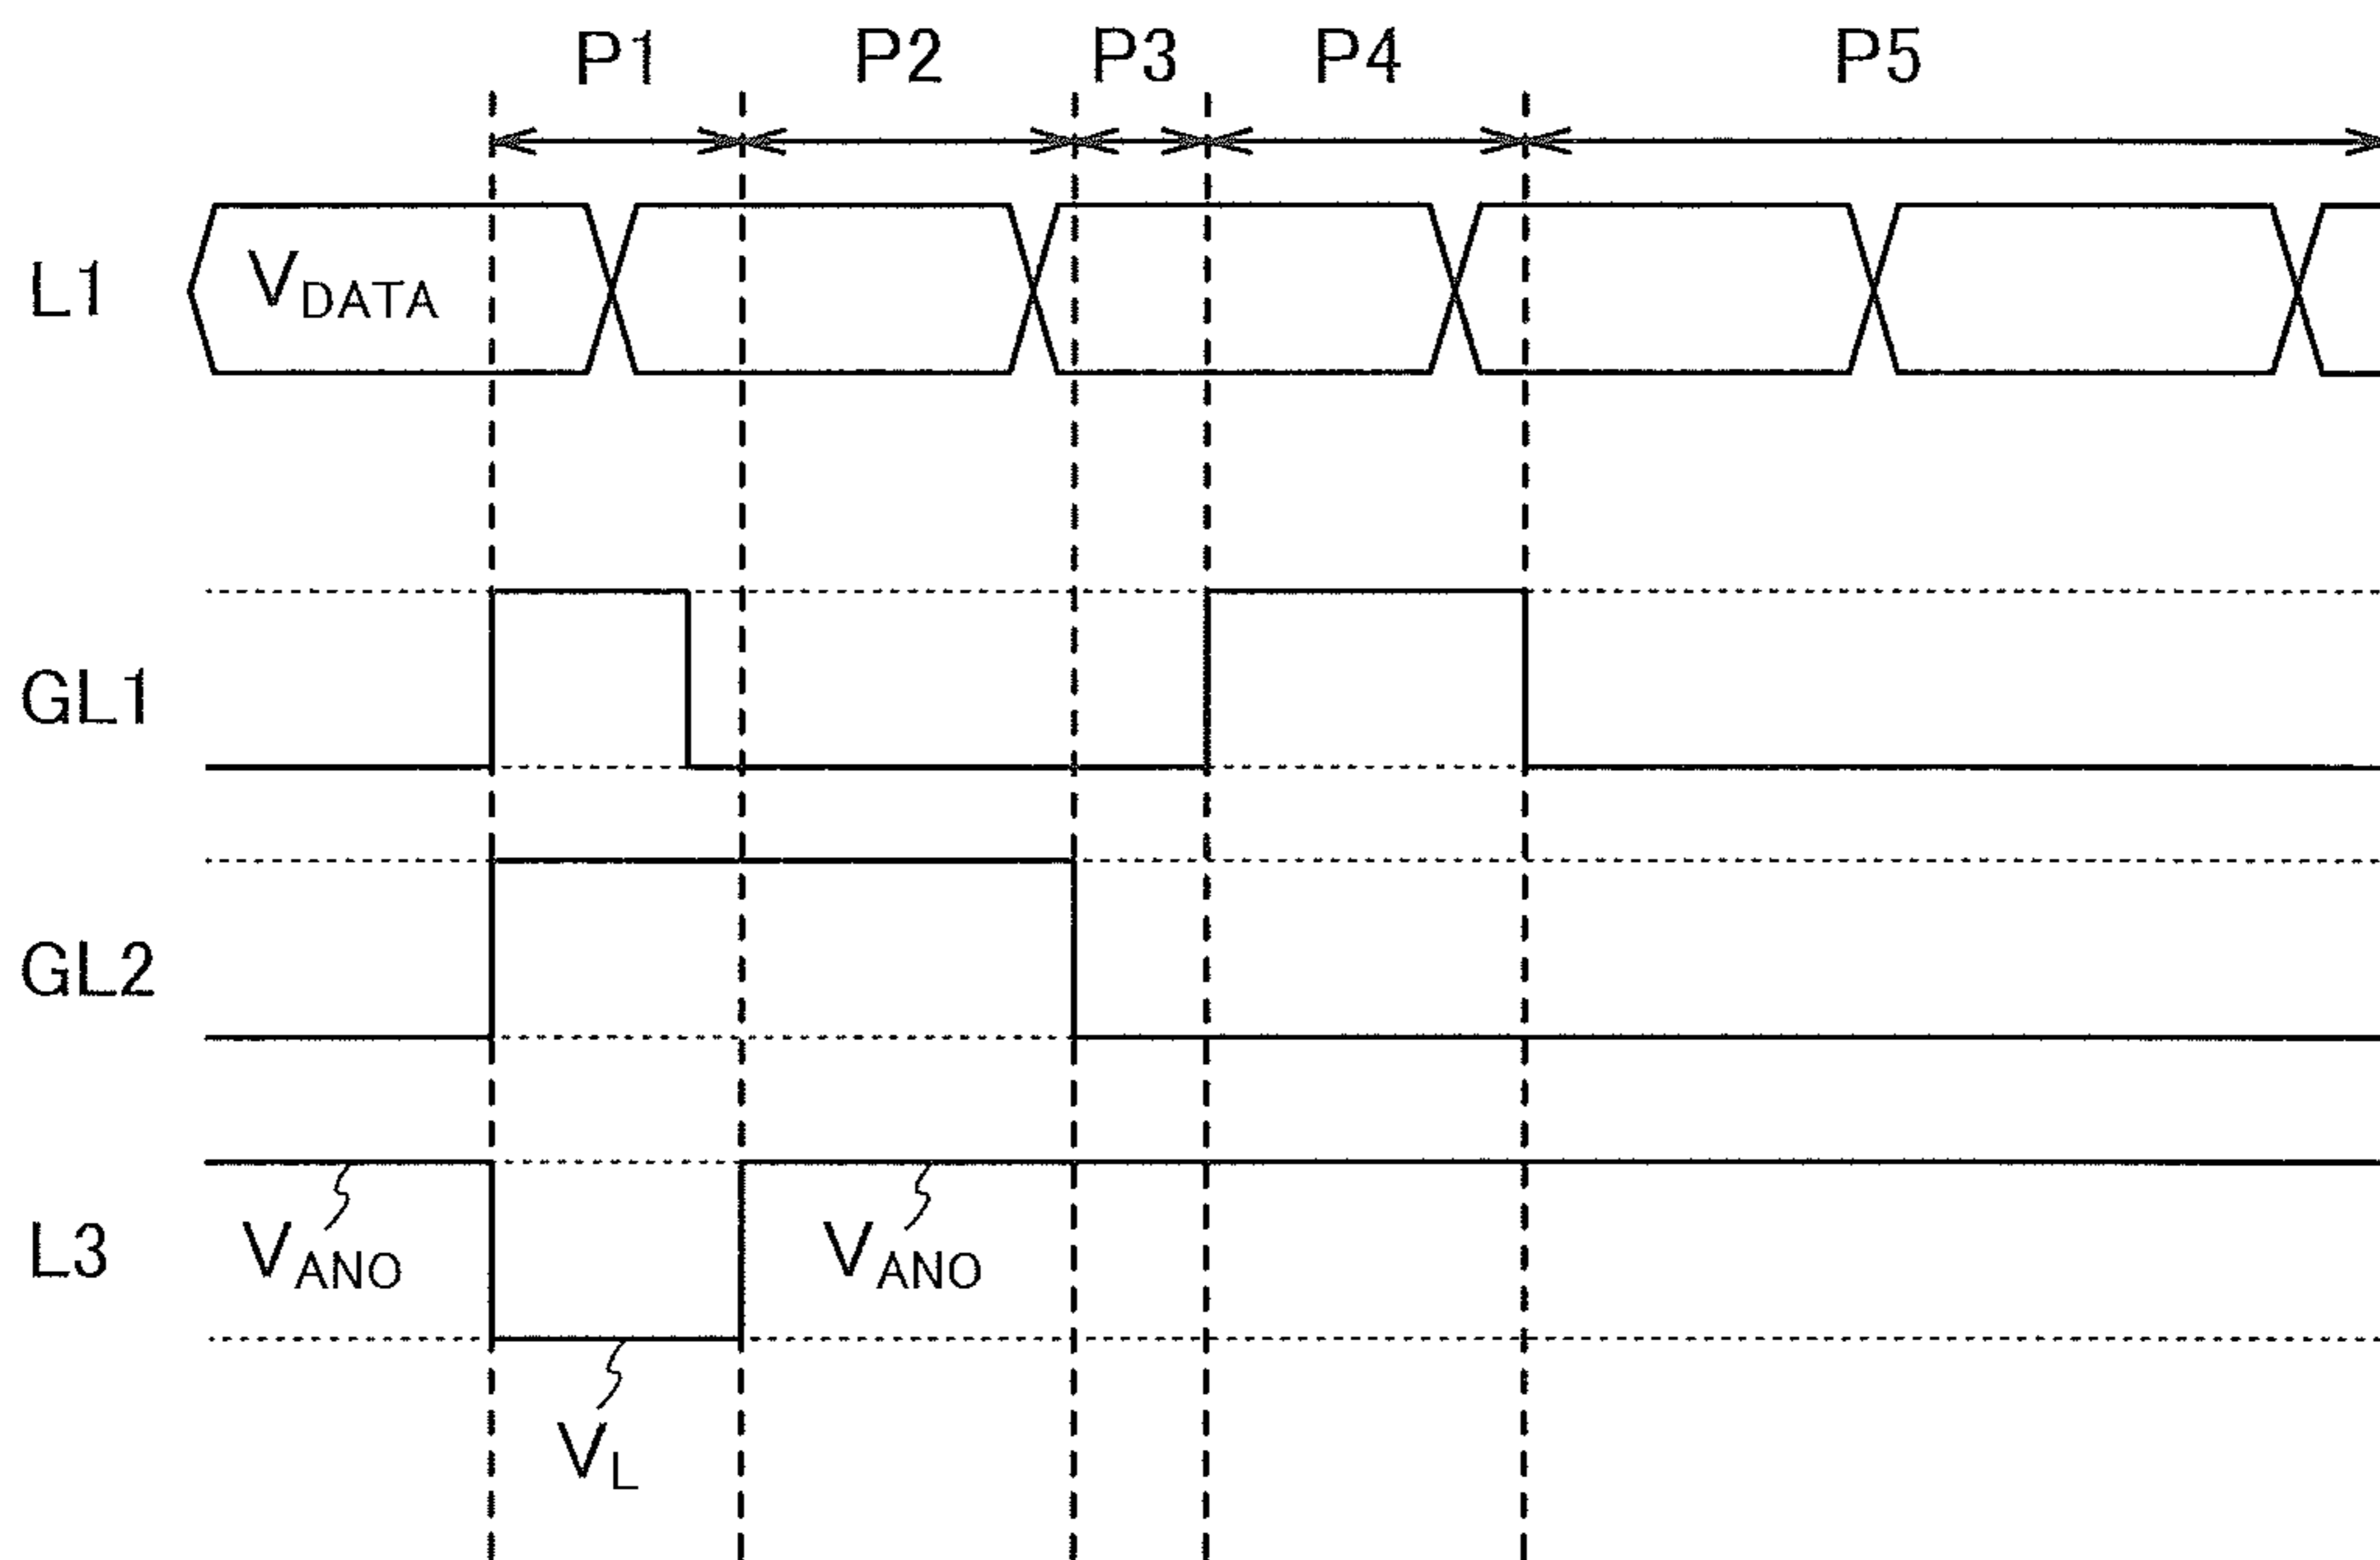 P1 P2 P3 P4 P5
L1 VDATA
GL1
GL2
L3 VANO VANO
VL